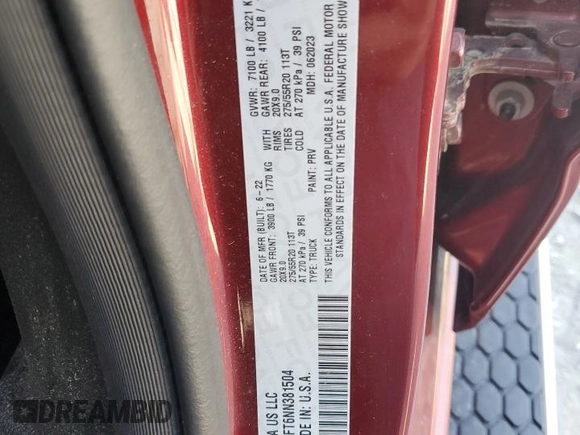 A US LLC
DATE OF MFR (BUILT): 6-22 GVWR: 7100 LB / 3221 K
GAWR FRONT: 3900 LB / 1770 KG WITH GAWR REAR: 4100 LB /
20X9.0 RIMS 20X9.0
275/55R20 113T TIRES 275/55R20 113T
AT 270 kPa / 39 PSI COLD AT 270 kPa / 39 PSI
TYPE: TRUCK PAINT: PRV MDH: 062023
THIS VEHICLE CONFORMS TO ALL APPLICABLE U.S.A. FEDERAL MOTOR
STANDARDS IN EFFECT ON THE DATE OF MANUFACTURE SHOW
FT6NN381504
DE IN: U.S.A.
DREAMBID